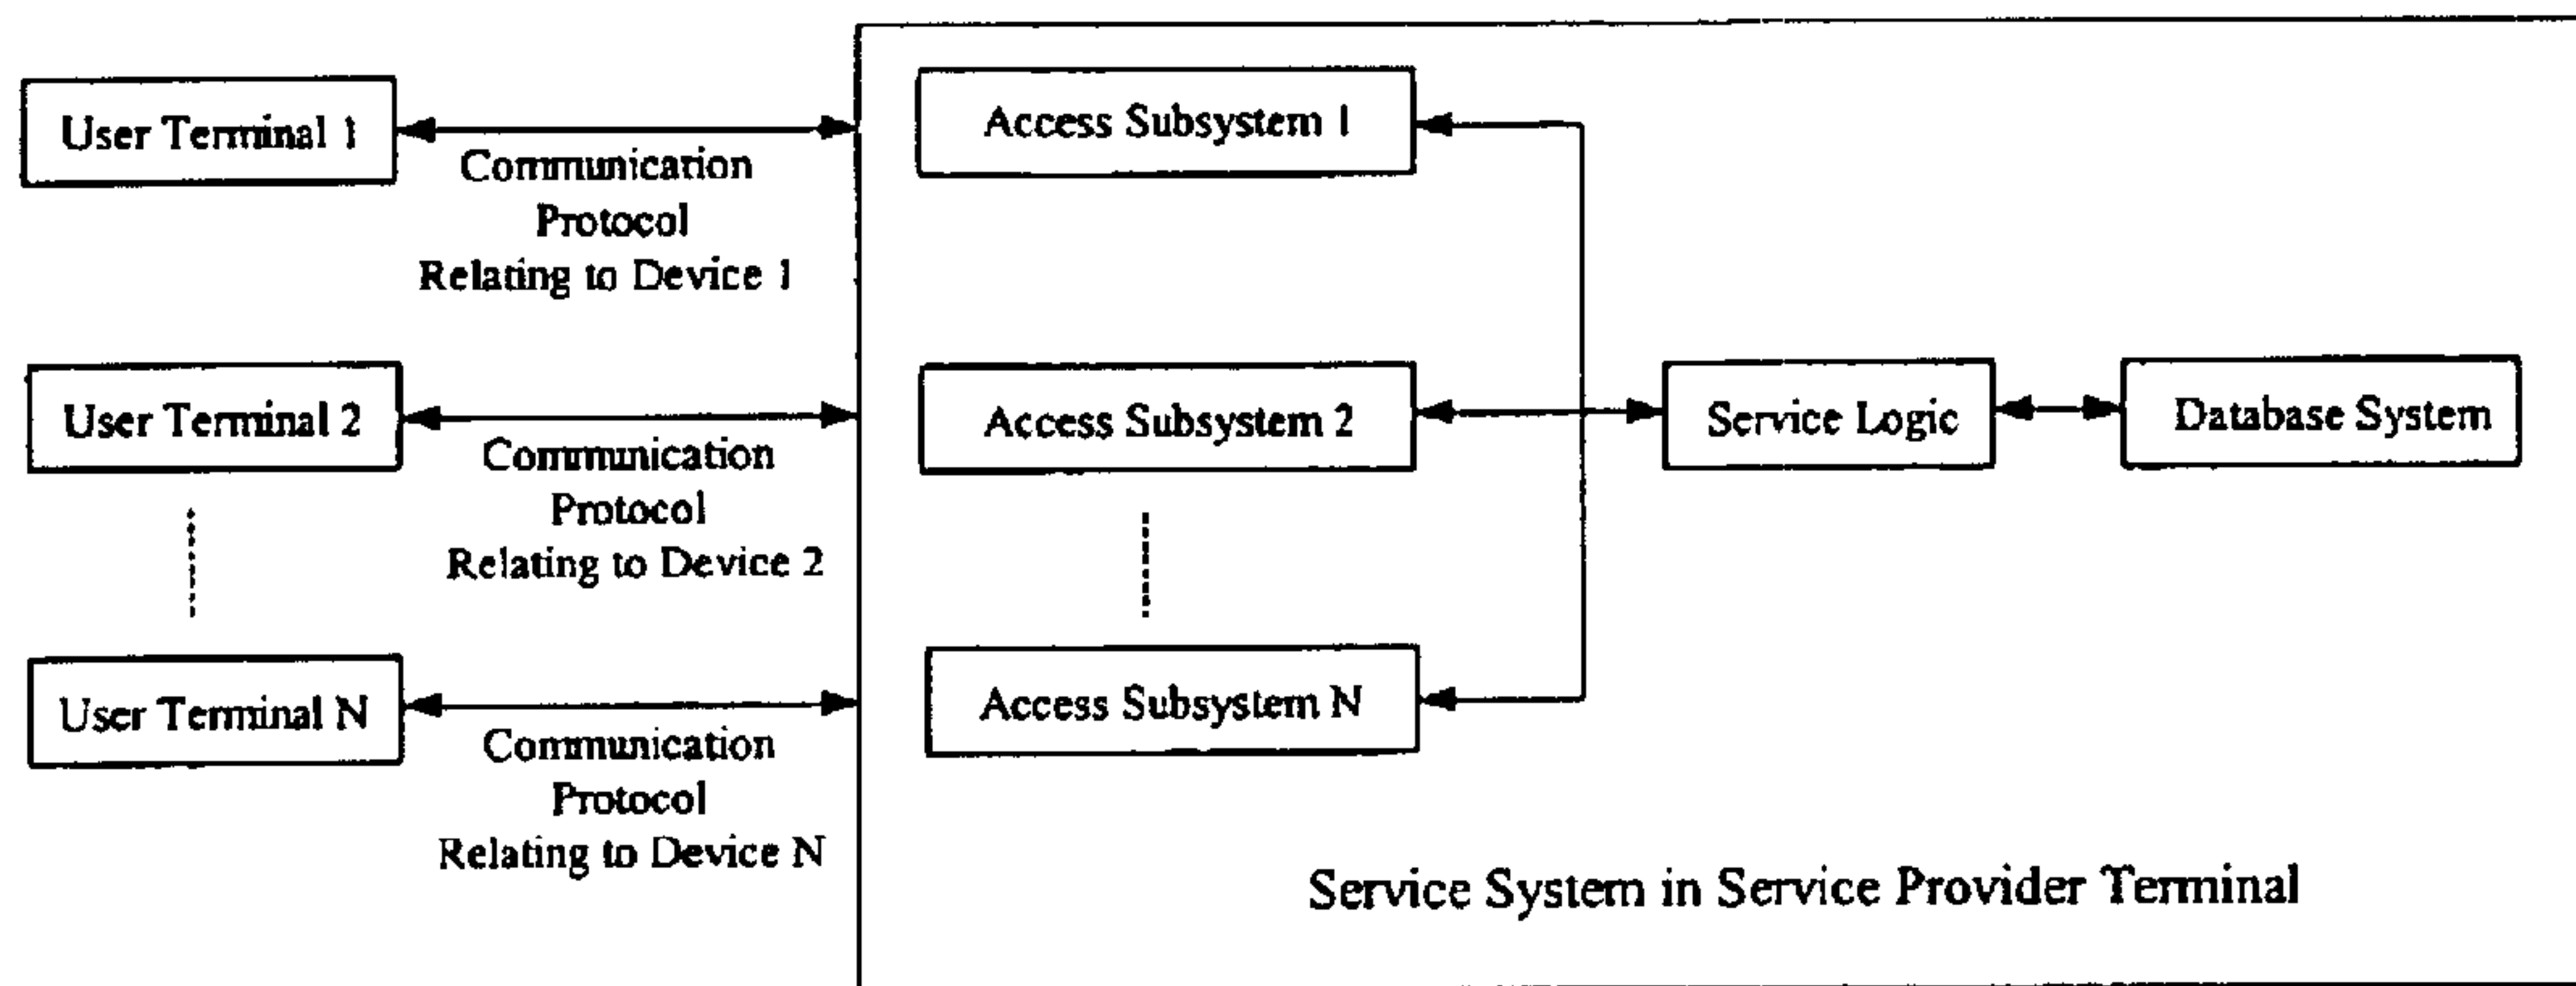 User Terminal 1
Communication
Protocol
Relating to Device 1
User Terminal 2
Communication
Protocol
Relating to Device 2
User Terminal N
Communication
Protocol
Relating to Device N
Access Subsystem 1
Access Subsystem 2
Access Subsystem N
Service Logic
Database System
Service System in Service Provider Terminal